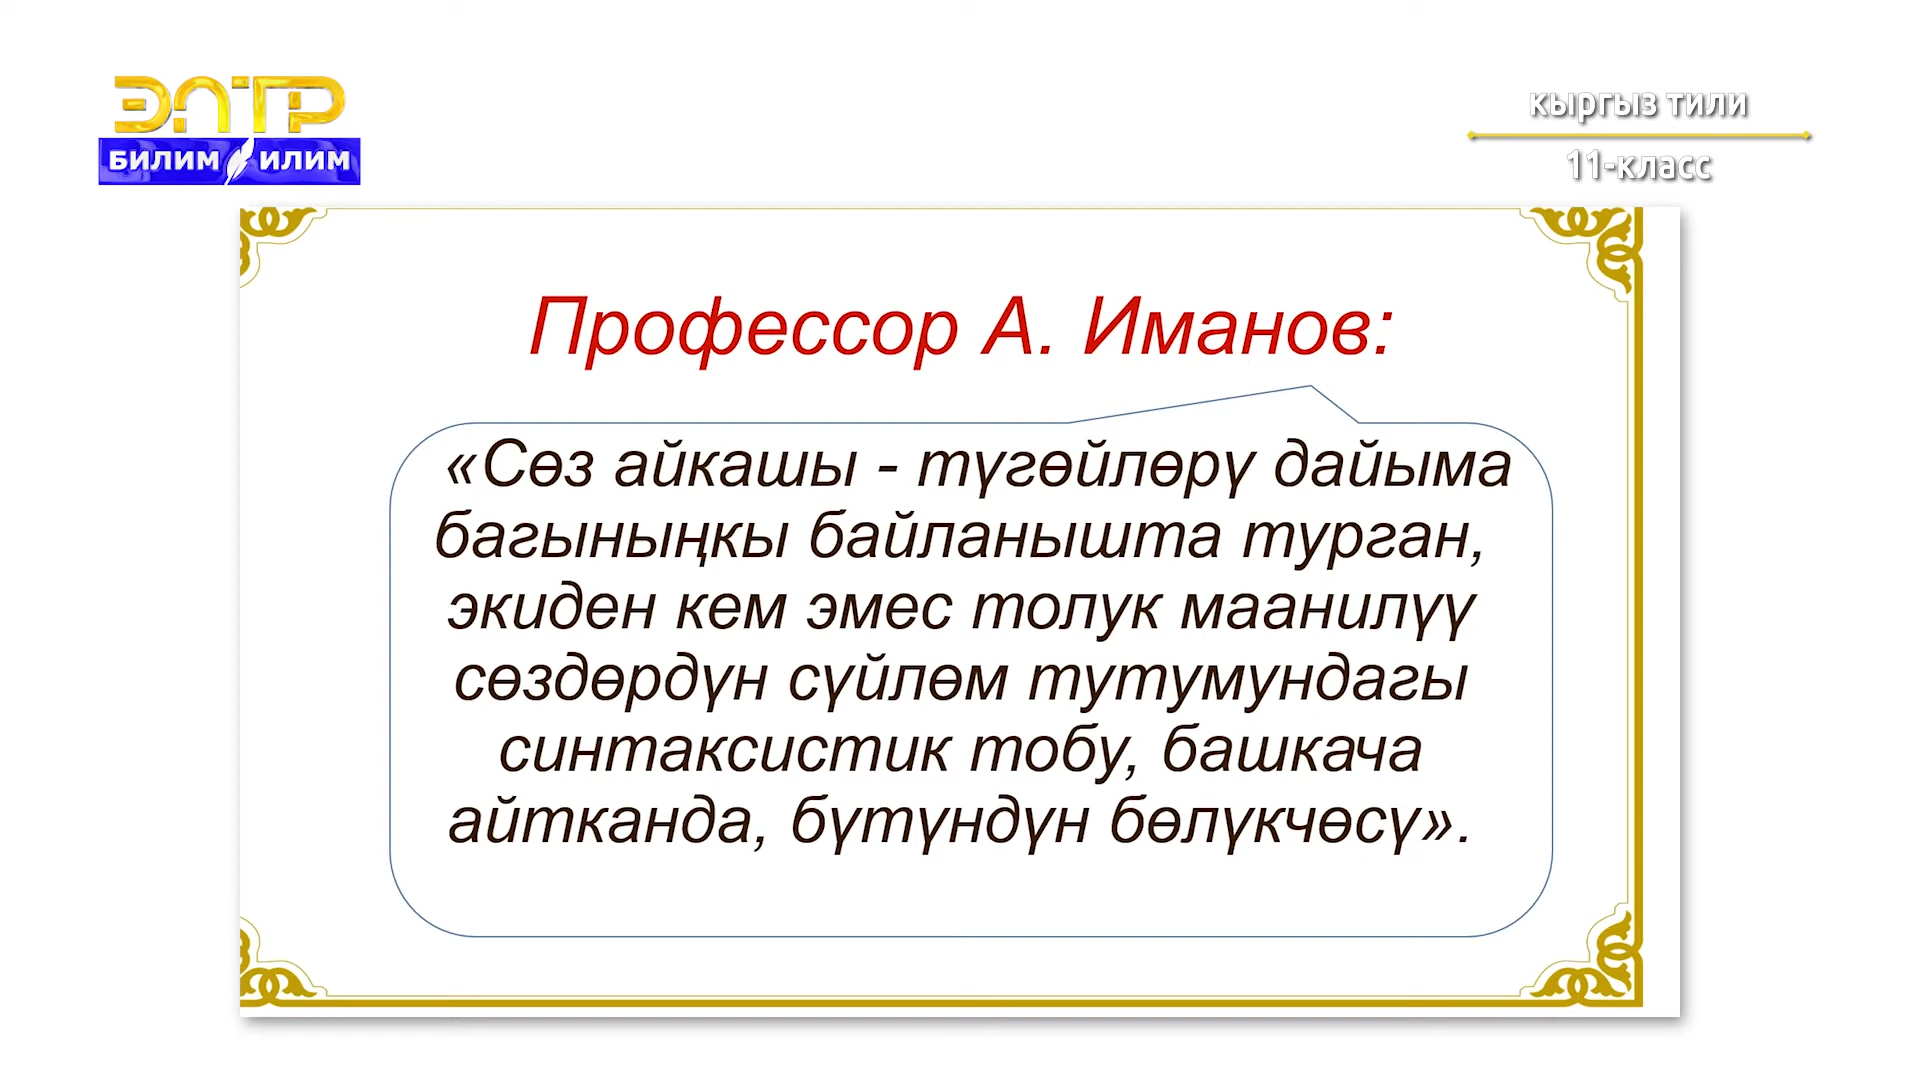 ЭЛТР
БИЛИМ ИЛИМ
кыргыз тили
11-класс
Профессор А. Иманов:
«Сөз айкашы - түгөйлөрү дайыма
багыныңкы байланышта турган,
экиден кем эмес толук маанилүү
сөздөрдүн сүйлөм тутумундагы
синтаксистик тобу, башкача
айтканда, бүтүндүн бөлүкчөсү».